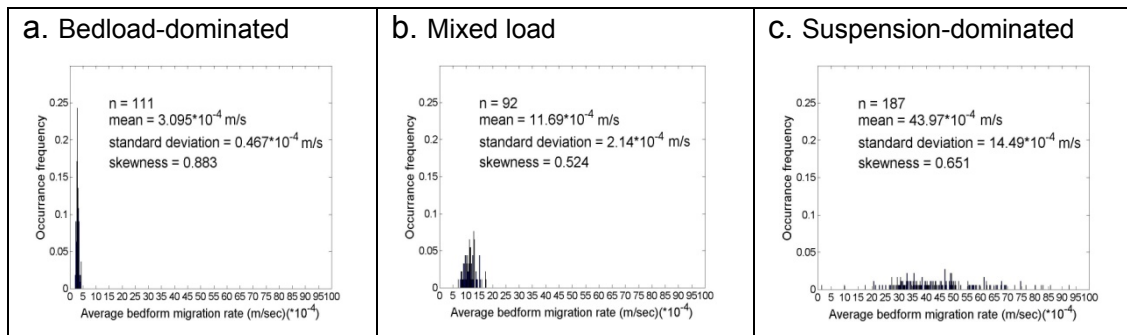 a. Bedload-dominated
n = 111
mean = 3.095*10-4 m/s
standard deviation = 0.467*10-4 m/s
skewness = 0.883
Occurrance frequency
0.25
0.2
0.15
0.1
0.05
0
0 5 10 15 20 25 30 35 40 45 50 55 60 65 70 75 80 85 90 95100
Average bedform migration rate (m/sec)(*10-4)
b. Mixed load
n = 92
mean = 11.69*10-4 m/s
standard deviation = 2.14*10-4 m/s
skewness = 0.524
Occurrance frequency
0.25
0.2
0.15
0.1
0.05
0
0 5 10 15 20 25 30 35 40 45 50 55 60 65 70 75 80 85 90 95100
Average bedform migration rate (m/sec)(*10-4)
c. Suspension-dominated
n = 187
mean = 43.97*10-4 m/s
standard deviation = 14.49*10-4 m/s
skewness = 0.651
Occurrance frequency
0.25
0.2
0.15
0.1
0.05
0
0 5 10 15 20 25 30 35 40 45 50 55 60 65 70 75 80 85 90 95100
Average bedform migration rate (m/sec)(*10-4)